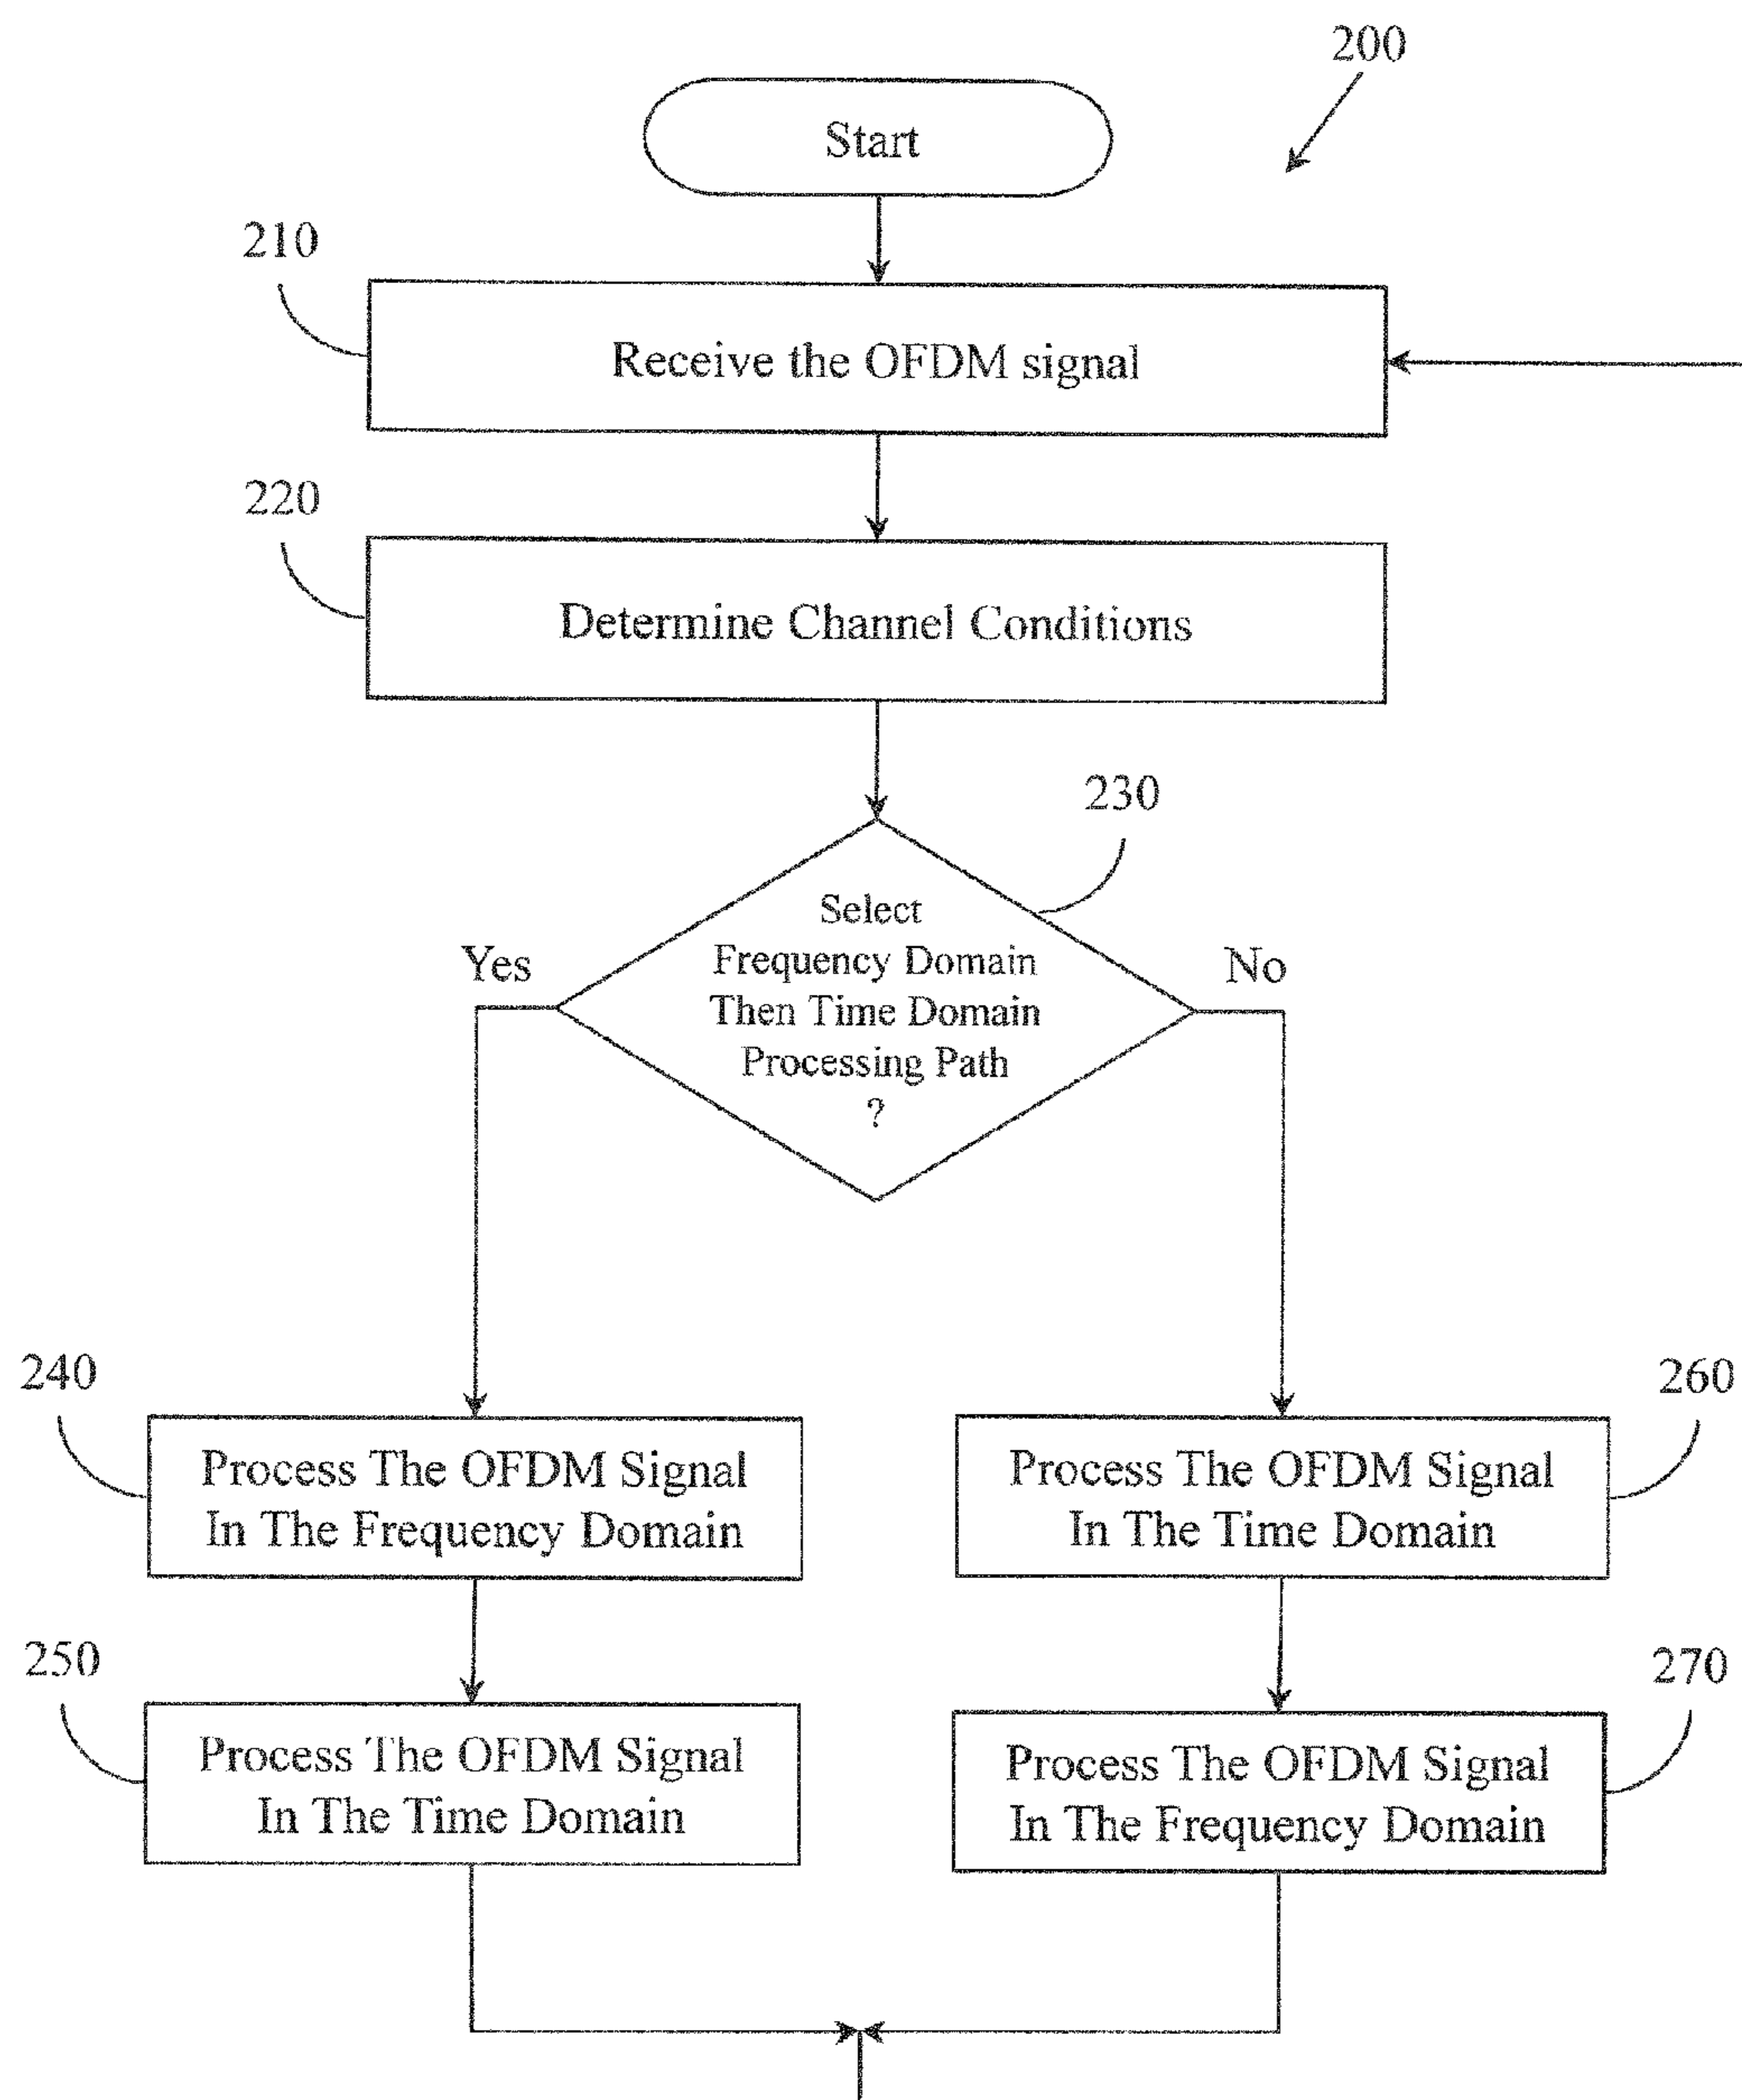 200
Start
210
Receive the OFDM signal
220
Determine Channel Conditions
230
Select
Frequency Domain
Then Time Domain
Processing Path
?
Yes
No
240
Process The OFDM Signal
In The Frequency Domain
260
Process The OFDM Signal
In The Time Domain
250
Process The OFDM Signal
In The Time Domain
270
Process The OFDM Signal
In The Frequency Domain